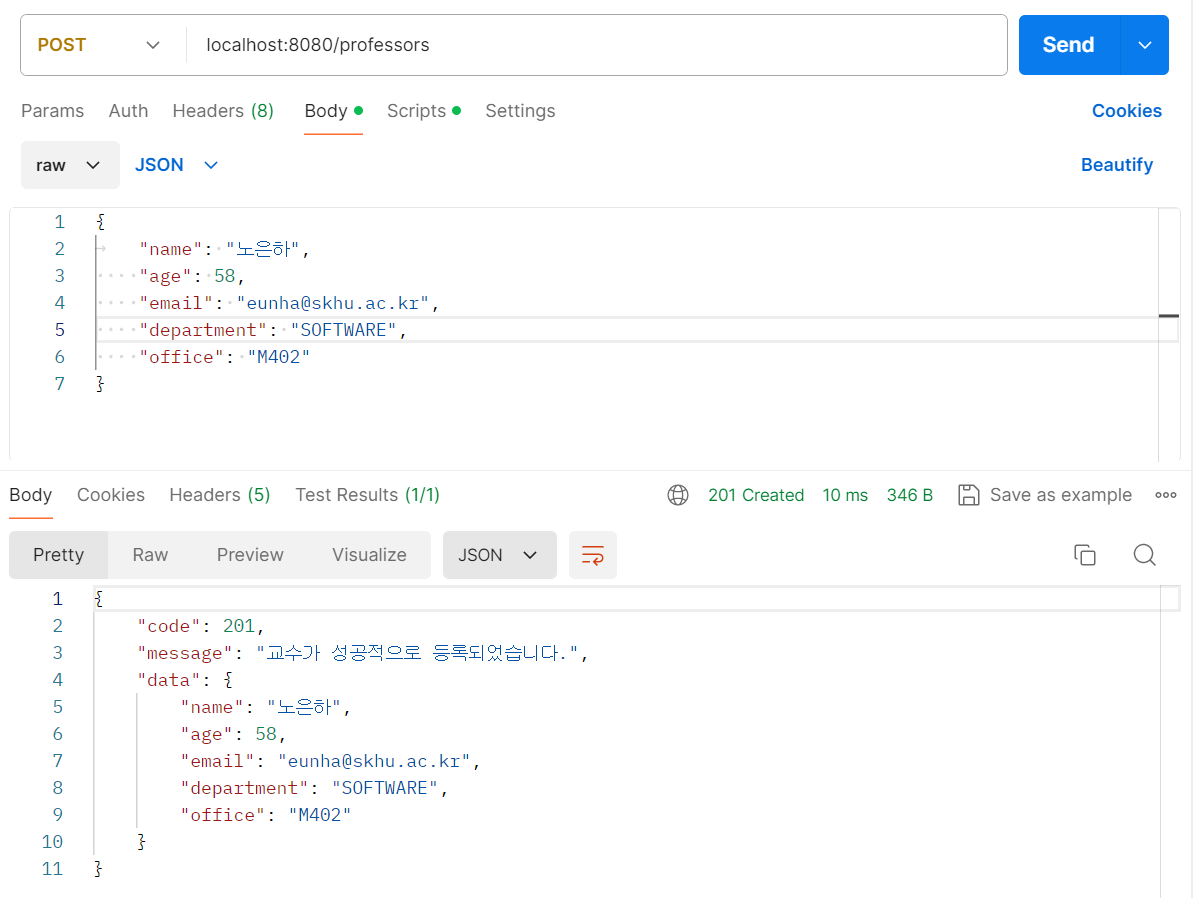 POST localhost:8080/professors Send
Params Auth Headers (8) Body Scripts Settings Cookies
raw JSON Beautify
1 {
2 "name": "노은하",
3 "age": 58,
4 "email": "eunha@skhu.ac.kr",
5 "department": "SOFTWARE",
6 "office": "M402"
7 }
Body Cookies Headers (5) Test Results (1/1) 201 Created 10 ms 346 B Save as example
Pretty Raw Preview Visualize JSON
1 {
2 "code": 201,
3 "message": "교수가 성공적으로 등록되었습니다.",
4 "data": {
5 "name": "노은하",
6 "age": 58,
7 "email": "eunha@skhu.ac.kr",
8 "department": "SOFTWARE",
9 "office": "M402"
10 }
11 }